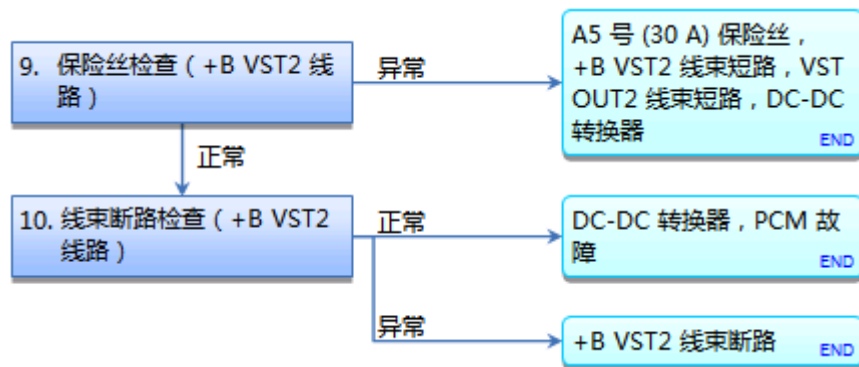 9. 保险丝检查（+B VST2 线
路）
异常
A5 号 (30 A) 保险丝，
+B VST2 线束短路，VST
OUT2 线束短路，DC-DC
转换器
END
正常
10. 线束断路检查（+B VST2
线路）
正常
DC-DC 转换器，PCM 故
障
END
异常
+B VST2 线束断路
END